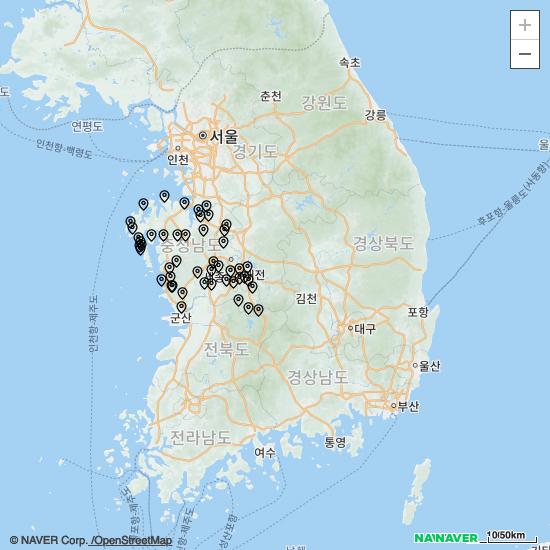 속초
춘천
강원도
도
강릉
연평도
서울
울
인천항-백령도
인천
경기도
후포항-울릉도(사동항)
충청남도
경상북도
인천항-제주도
대전
김천
군산
포항
대구
전북도
울산
경상남도
부산
전라남도
통영
여수
© NAVER Corp. /OpenStreetMap
NAVER
10/50km